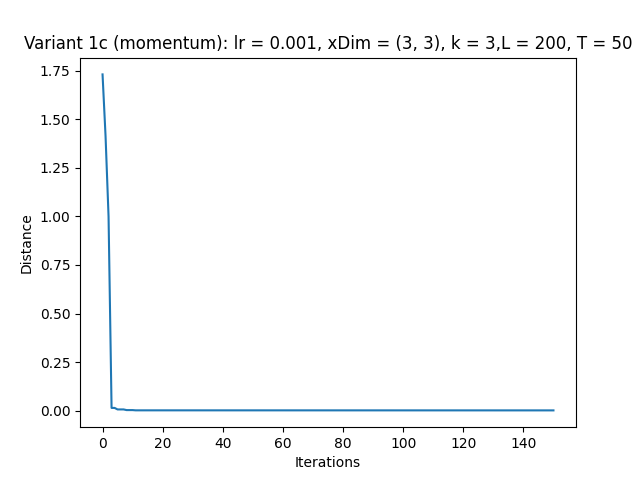 Variant 1c (momentum): lr = 0.001, xDim = (3, 3), k = 3,L = 200, T = 50
1.75
1.50
1.25
1.00
0.75
0.50
0.25
0.00
Distance
0 20 40 60 80 100 120 140
Iterations